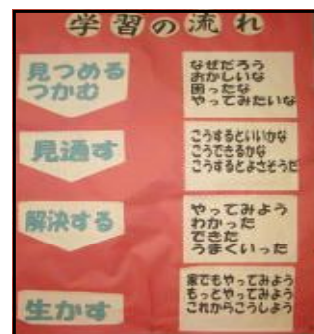 学習の流れ
見つめる
つかむ
なぜだろう
おかしいな
困ったな
やってみたいな
見通す
こうするといいかな
こうできるかな
こうするとよさそうだ
解決する
やってみよう
わかった
できた
うまくいった
生かす
家でもやってみよう
もっとやってみよう
これからこうしよう